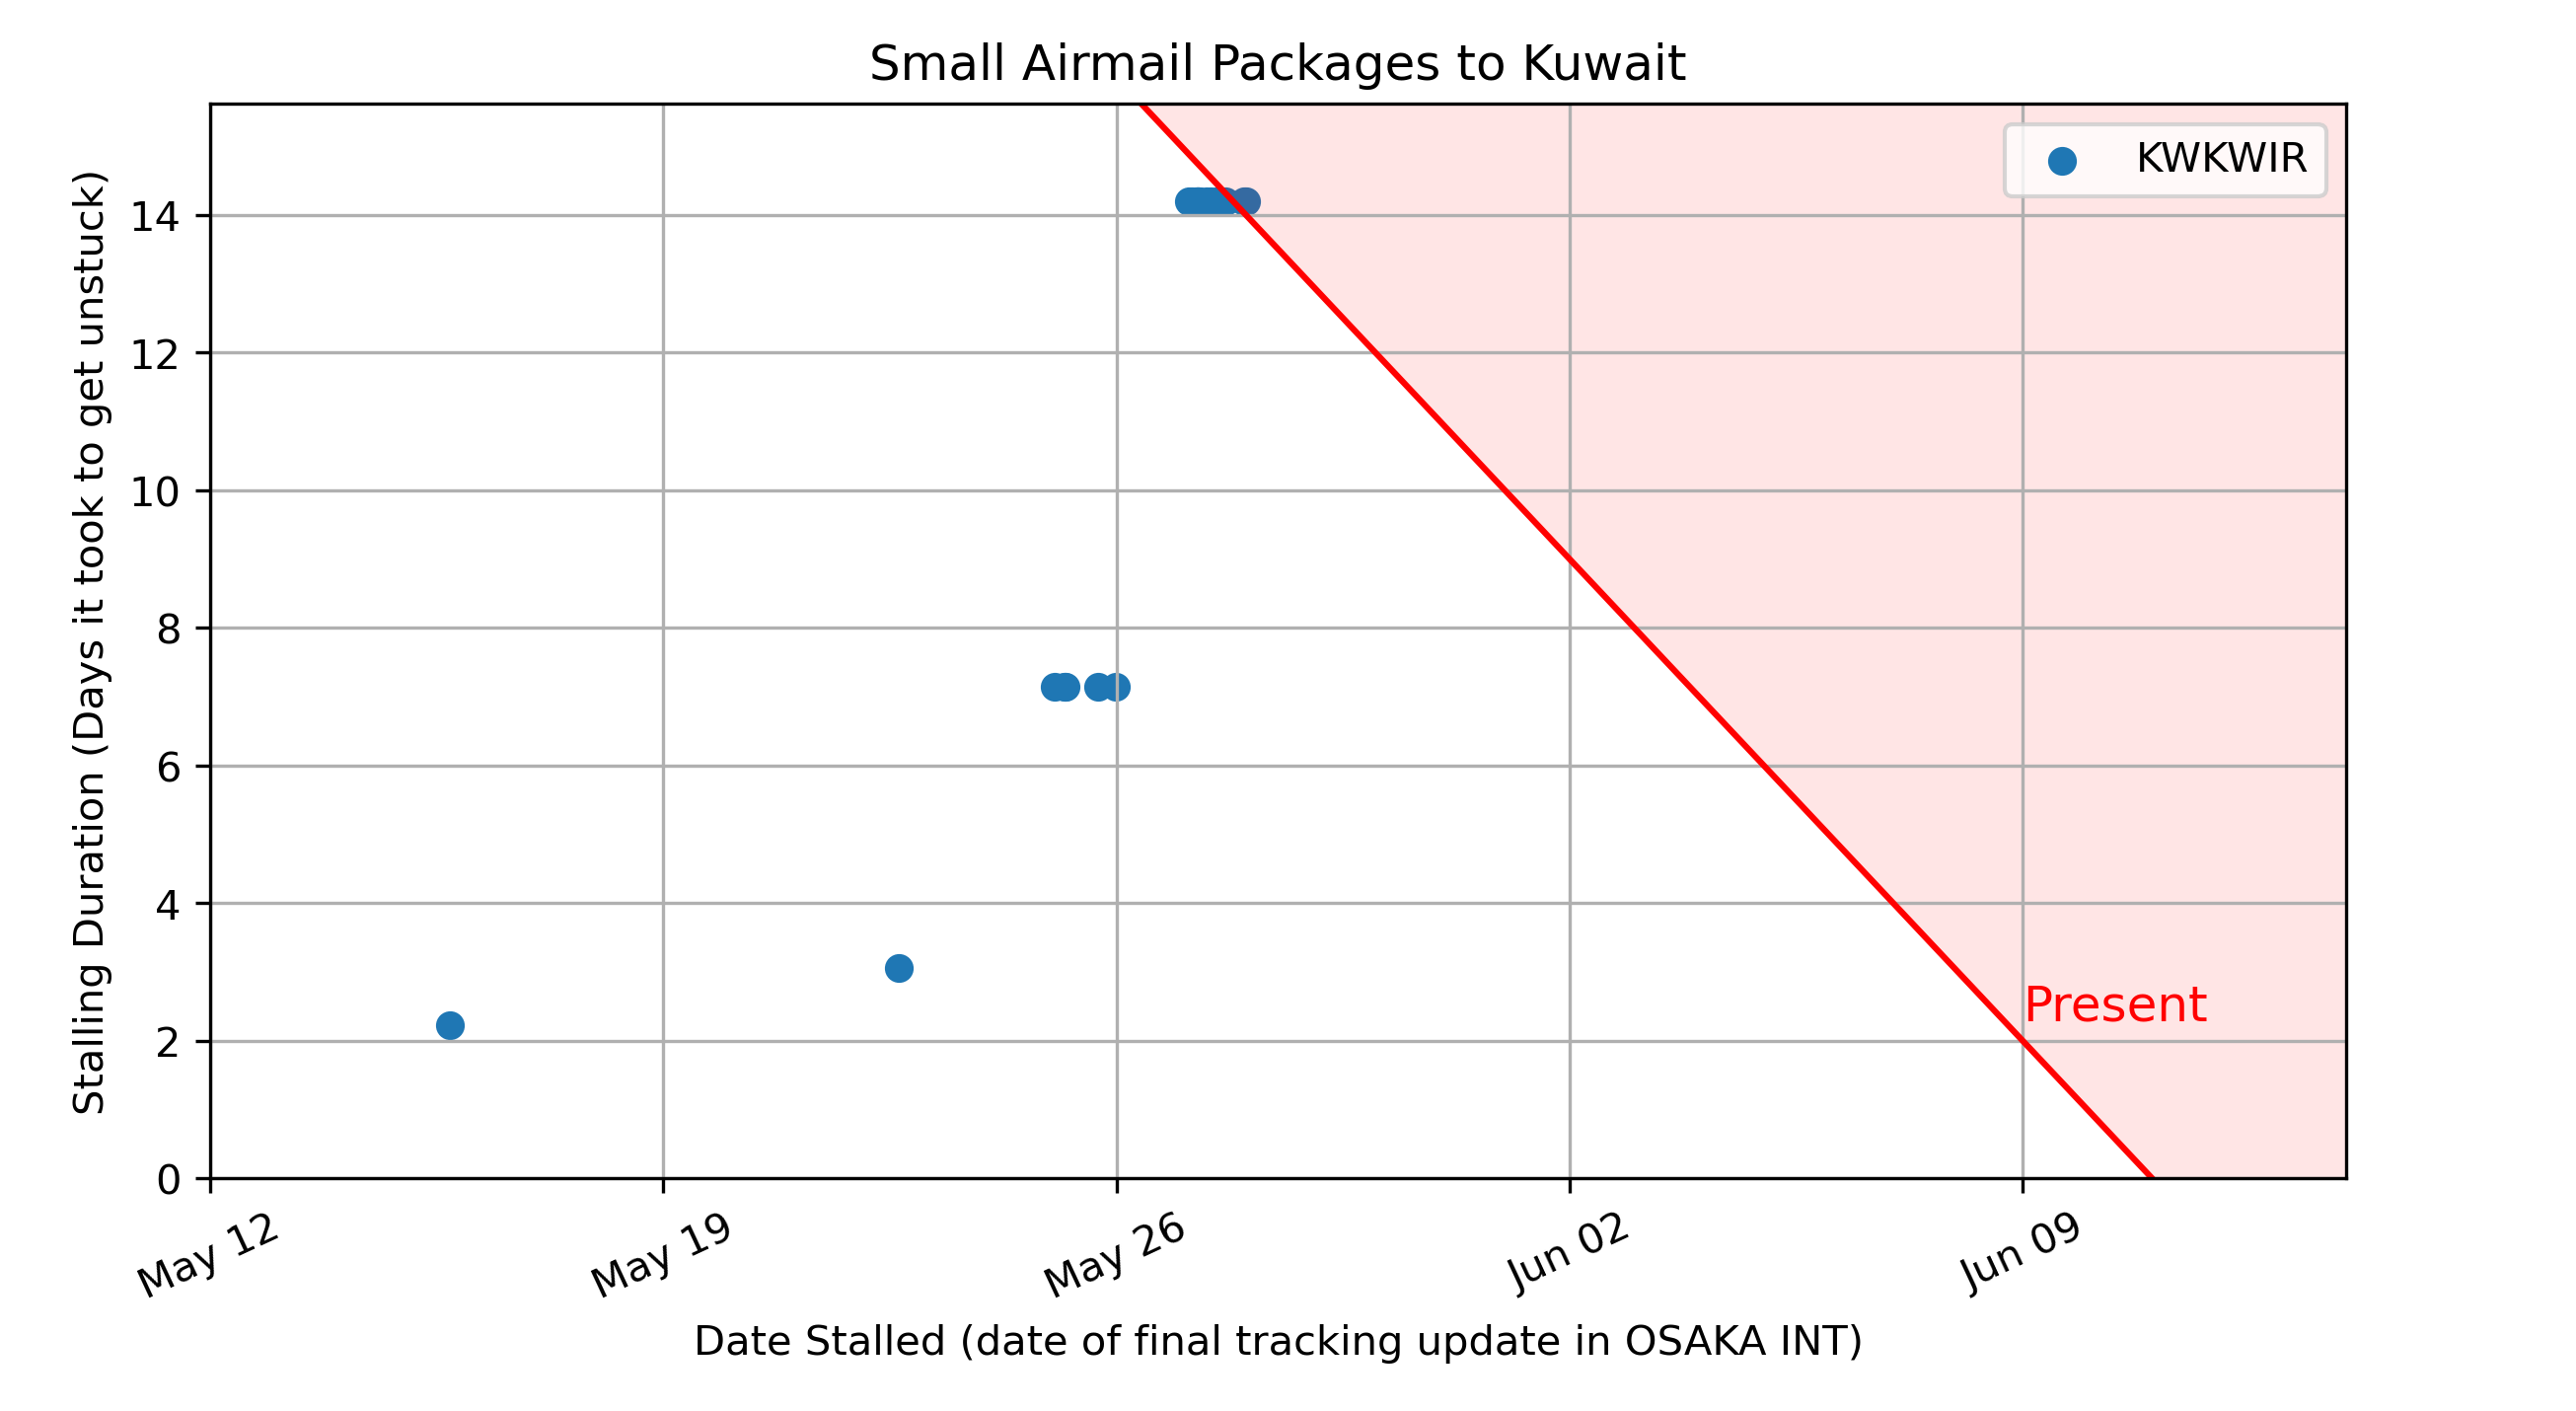 Small Airmail Packages to Kuwait
KWKWIR
Stalling Duration (Days it took to get unstuck)
14
12
10
8
6
4
2
0
Present
May 12
May 19
May 26
Jun 02
Jun 09
Date Stalled (date of final tracking update in OSAKA INT)